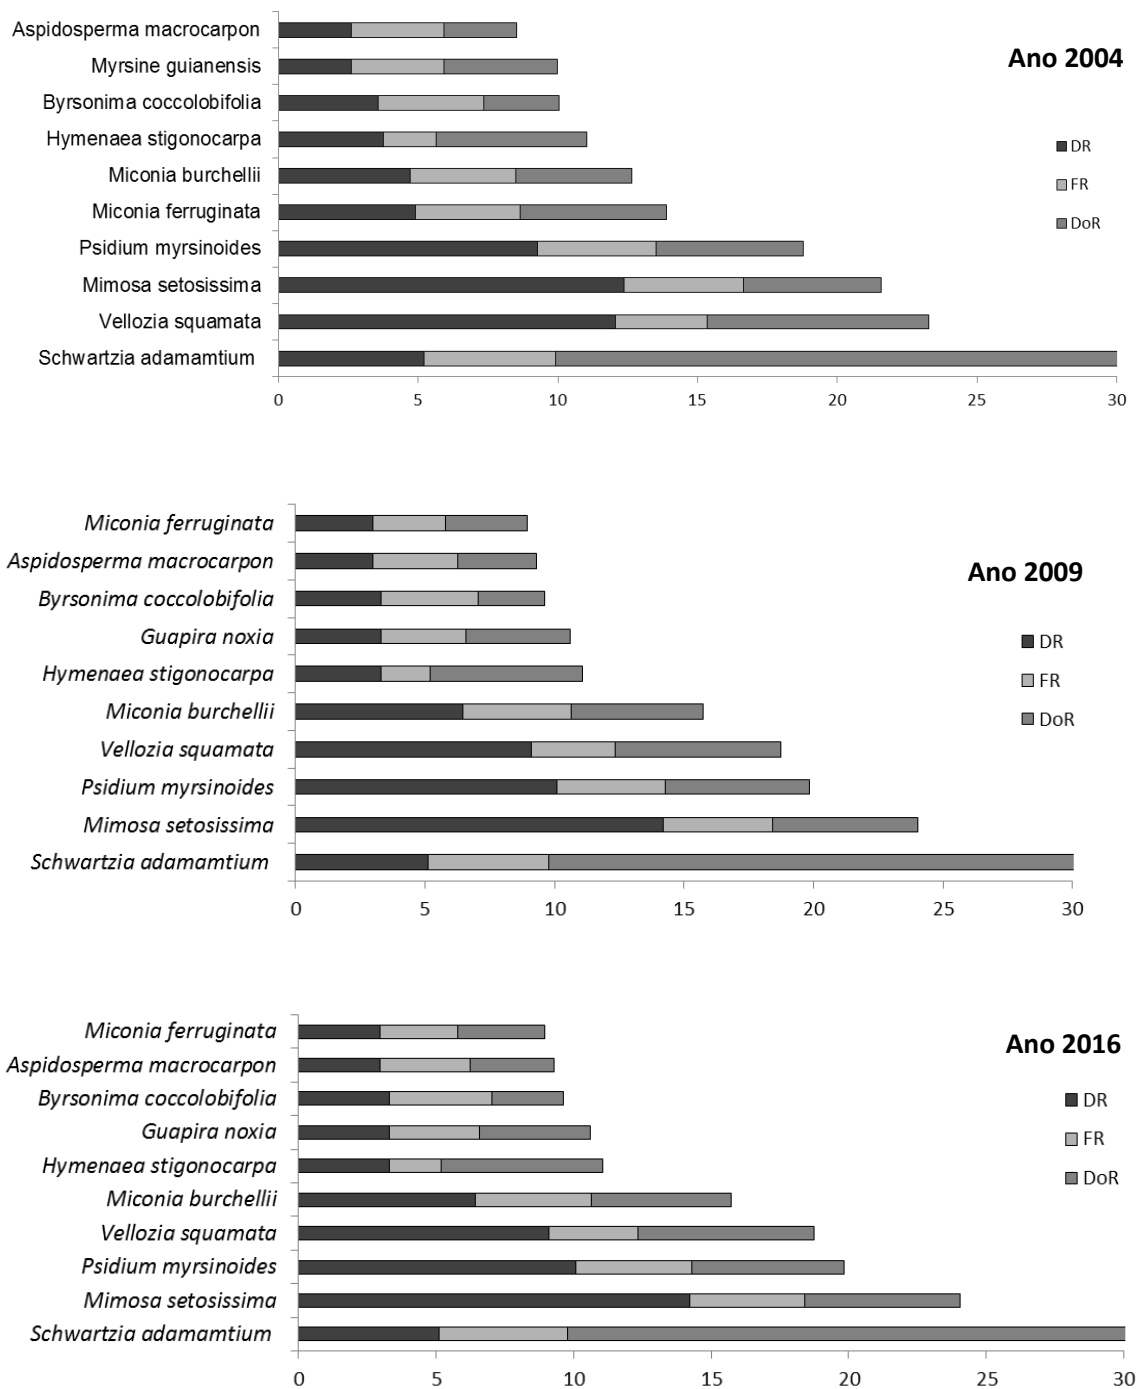 Aspidosperma macrocarpon
Myrsine guianensis
Byrsonima coccolobifolia
Hymenaea stigonocarpa
Miconia burchellii
Miconia ferruginata
Psidium myrsinoides
Mimosa setosissima
Vellozia squamata
Schwartzia adamamtium
0 5 10 15 20 25 30
Ano 2004
DR
FR
DoR
Miconia ferruginata
Aspidosperma macrocarpon
Byrsonima coccolobifolia
Guapira noxia
Hymenaea stigonocarpa
Miconia burchellii
Vellozia squamata
Psidium myrsinoides
Mimosa setosissima
Schwartzia adamamtium
0 5 10 15 20 25 30
Ano 2009
DR
FR
DoR
Miconia ferruginata
Aspidosperma macrocarpon
Byrsonima coccolobifolia
Guapira noxia
Hymenaea stigonocarpa
Miconia burchellii
Vellozia squamata
Psidium myrsinoides
Mimosa setosissima
Schwartzia adamamtium
0 5 10 15 20 25 30
Ano 2016
DR
FR
DoR